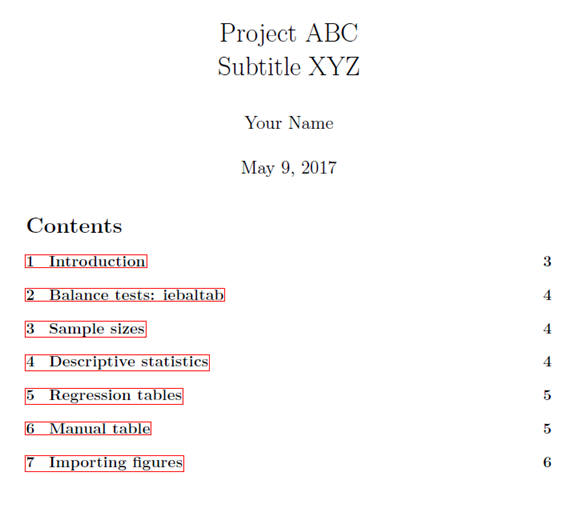 Project ABC
Subtitle XYZ
Your Name
May 9, 2017
Contents
1 Introduction 3
2 Balance tests: iebaltab 4
3 Sample sizes 4
4 Descriptive statistics 4
5 Regression tables 5
6 Manual table 5
7 Importing figures 6